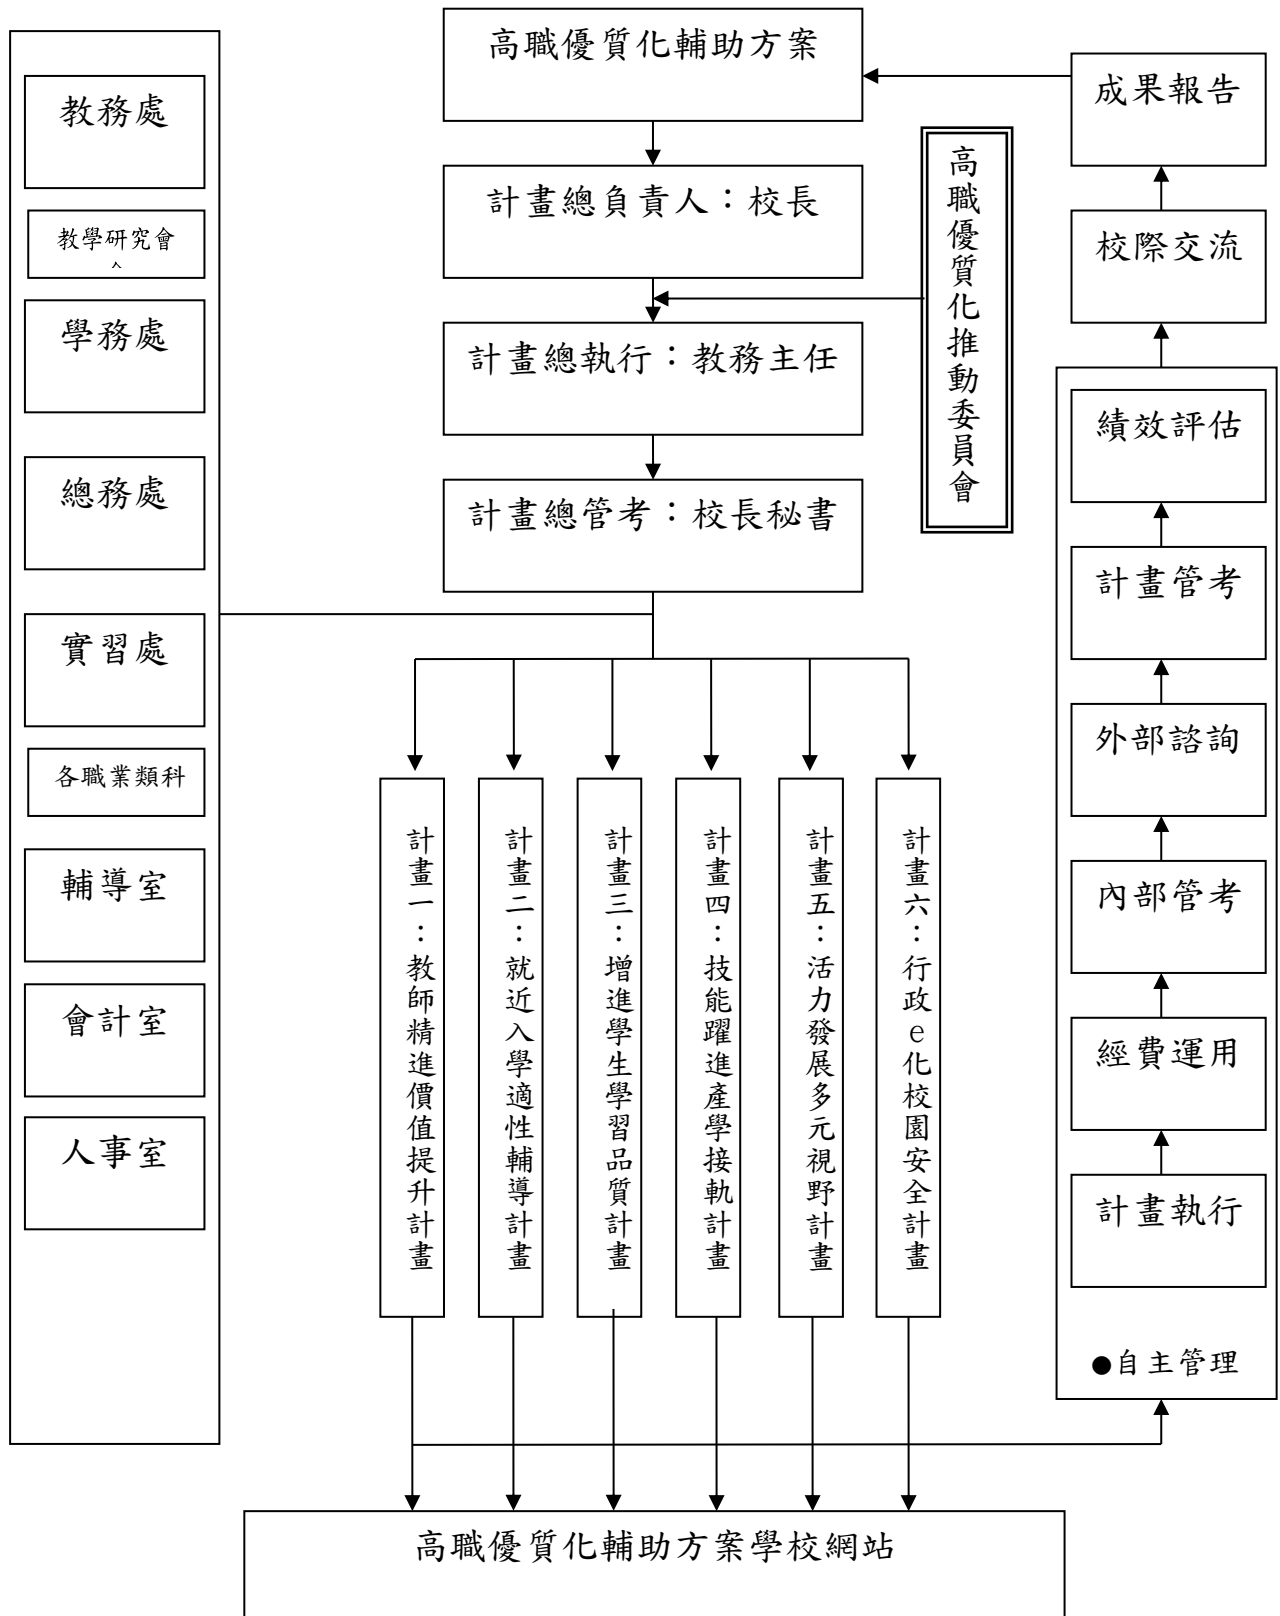 高職優質化輔助方案
計畫總負責人：校長
計畫總執行：教務主任
計畫總管考：校長秘書
高職優質化推動委員會
教務處
教學研究會
^
學務處
總務處
實習處
各職業類科
輔導室
會計室
人事室
計畫一：教師精進價值提升計畫
計畫二：就近入學適性輔導計畫
計畫三：增進學生學習品質計畫
計畫四：技能躍進產學接軌計畫
計畫五：活力發展多元視野計畫
計畫六：行政e化校園安全計畫
成果報告
校際交流
績效評估
計畫管考
外部諮詢
內部管考
經費運用
計畫執行
●自主管理
高職優質化輔助方案學校網站